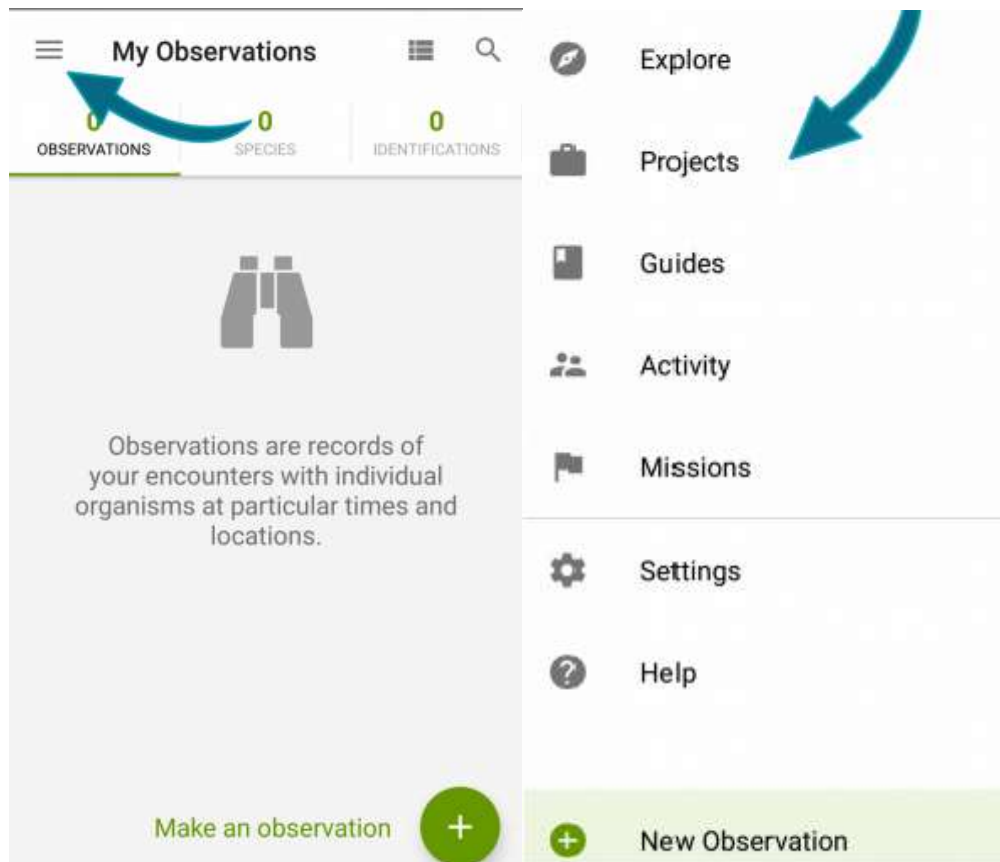 My Observations
0 0 0
OBSERVATIONS SPECIES IDENTIFICATIONS
Observations are records of
your encounters with individual
organisms at particular times and
locations.
Make an observation
Explore
Projects
Guides
Activity
Missions
Settings
Help
New Observation